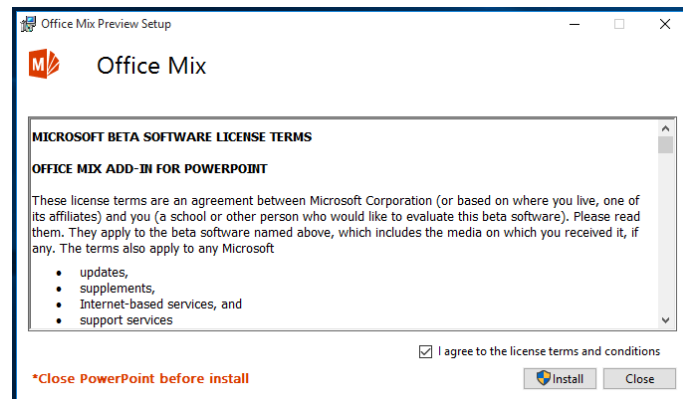 Office Mix Preview Setup
Office Mix
MICROSOFT BETA SOFTWARE LICENSE TERMS
OFFICE MIX ADD-IN FOR POWERPOINT
These license terms are an agreement between Microsoft Corporation (or based on where you live, one of
its affiliates) and you (a school or other person who would like to evaluate this beta software). Please read
them. They apply to the beta software named above, which includes the media on which you received it, if
any. The terms also apply to any Microsoft
• updates,
• supplements,
• Internet-based services, and
• support services
I agree to the license terms and conditions
*Close PowerPoint before install
Install
Close